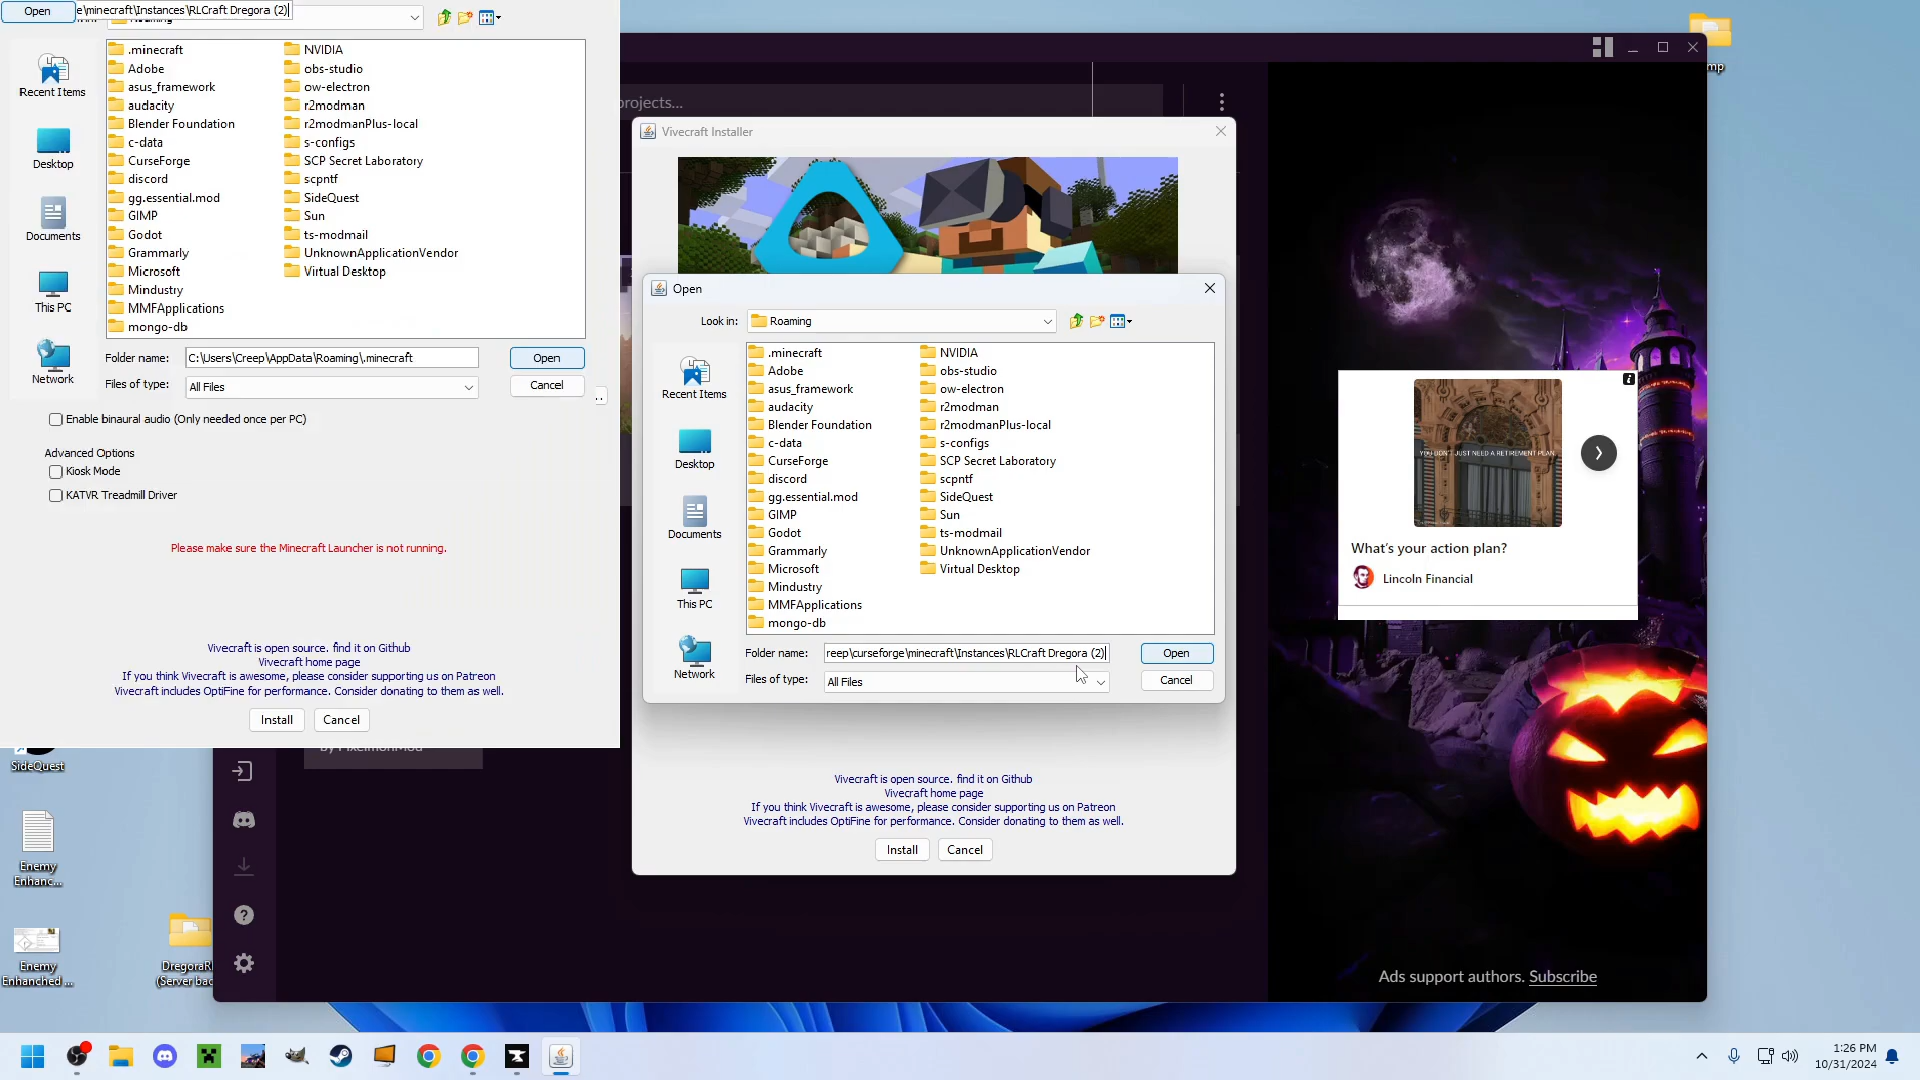 Open
e\minecraft\Instances\RLCraft Dregora (2)
Recent Items
Desktop
Documents
This PC
Network
.minecraft
Adobe
asus_framework
audacity
Blender Foundation
c-data
CurseForge
discord
gg.essential.mod
GIMP
Godot
Grammarly
Microsoft
Mindustry
MMFApplications
mongo-db
NVIDIA
obs-studio
ow-electron
r2modman
r2modmanPlus-local
s-configs
SCP Secret Laboratory
scpntf
SideQuest
Sun
ts-modmail
UnknownApplicationVendor
Virtual Desktop
Folder name: C:\Users\Creep\AppData\Roaming\.minecraft Open
Files of type: All Files Cancel
..
Enable binaural audio (Only needed once per PC)
Advanced Options
Kiosk Mode
KATVR Treadmill Driver
Please make sure the Minecraft Launcher is not running.
Vivecraft is open source. find it on Github
Vivecraft home page
If you think Vivecraft is awesome, please consider supporting us on Patreon
Vivecraft includes OptiFine for performance. Consider donating to them as well.
Install Cancel
projects...
Vivecraft Installer
Open
Look in: Roaming
Recent Items
Desktop
Documents
This PC
Network
.minecraft
Adobe
asus_framework
audacity
Blender Foundation
c-data
CurseForge
discord
gg.essential.mod
GIMP
Godot
Grammarly
Microsoft
Mindustry
MMFApplications
mongo-db
NVIDIA
obs-studio
ow-electron
r2modman
r2modmanPlus-local
s-configs
SCP Secret Laboratory
scpntf
SideQuest
Sun
ts-modmail
UnknownApplicationVendor
Virtual Desktop
Folder name: reep\curseforge\minecraft\Instances\RLCraft Dregora (2) Open
Files of type: All Files Cancel
Vivecraft is open source. find it on Github
Vivecraft home page
If you think Vivecraft is awesome, please consider supporting us on Patreon
Vivecraft includes OptiFine for performance. Consider donating to them as well.
Install Cancel
by PixelmonMod
mp
YOU DON'T JUST NEED A RETIREMENT PLAN.
What's your action plan?
Lincoln Financial
Ads support authors. Subscribe
SideQuest
Enemy
Enhanc...
Enemy
Enhanched ...
DregoraR
(Server bac
1:26 PM
10/31/2024